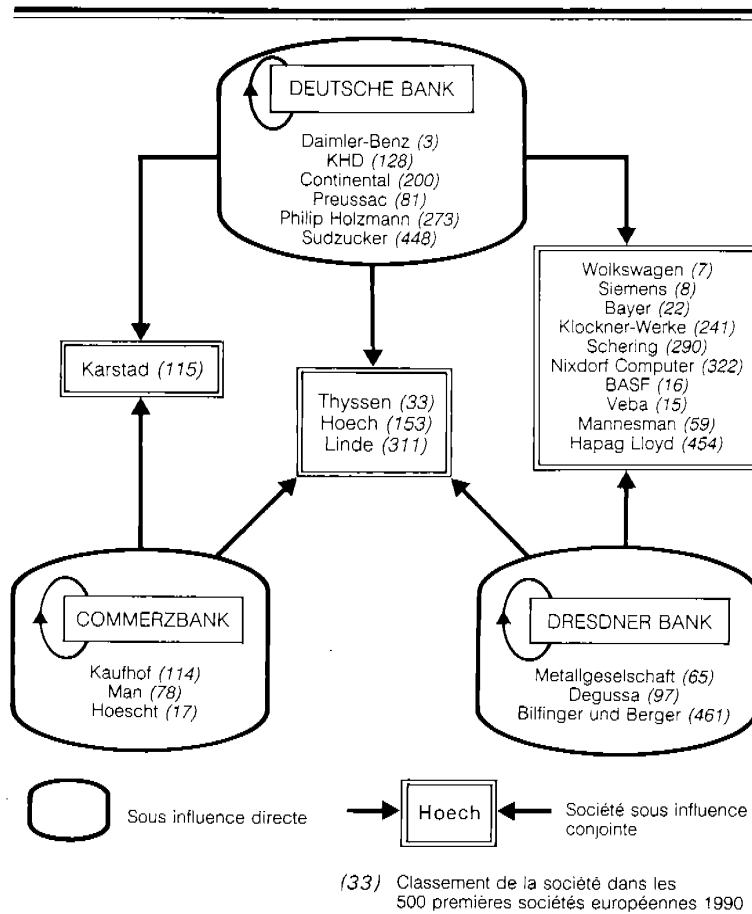 DEUTSCHE BANK
Daimler-Benz (3)
KHD (128)
Continental (200)
Preussac (81)
Philip Holzmann (273)
Sudzucker (448)
Karstad (115)
Thyssen (33)
Hoech (153)
Linde (311)
Wolkswagen (7)
Siemens (8)
Bayer (22)
Klockner-Werke (241)
Schering (290)
Nixdorf Computer (322)
BASF (16)
Veba (15)
Mannesman (59)
Hapag Lloyd (454)
COMMERZBANK
Kaufhof (114)
Man (78)
Hoescht (17)
DRESDNER BANK
Metallgeselschaft (65)
Degussa (97)
Bilfinger und Berger (461)
Sous influence directe
Hoech
Société sous influence
conjointe
(33) Classement de la société dans les
500 premières sociétés européennes 1990